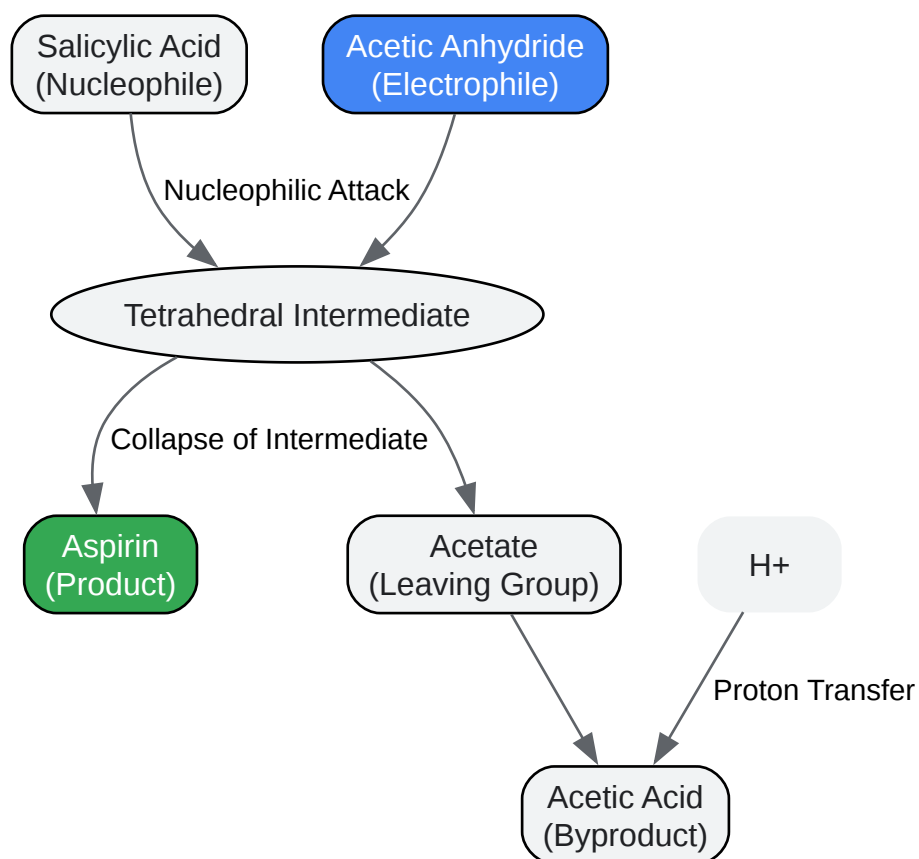 Salicylic Acid
(Nucleophile)
Acetic Anhydride
(Electrophile)
Nucleophilic Attack
Tetrahedral Intermediate
Collapse of Intermediate
Aspirin
(Product)
Acetate
(Leaving Group)
H+
Proton Transfer
Acetic Acid
(Byproduct)